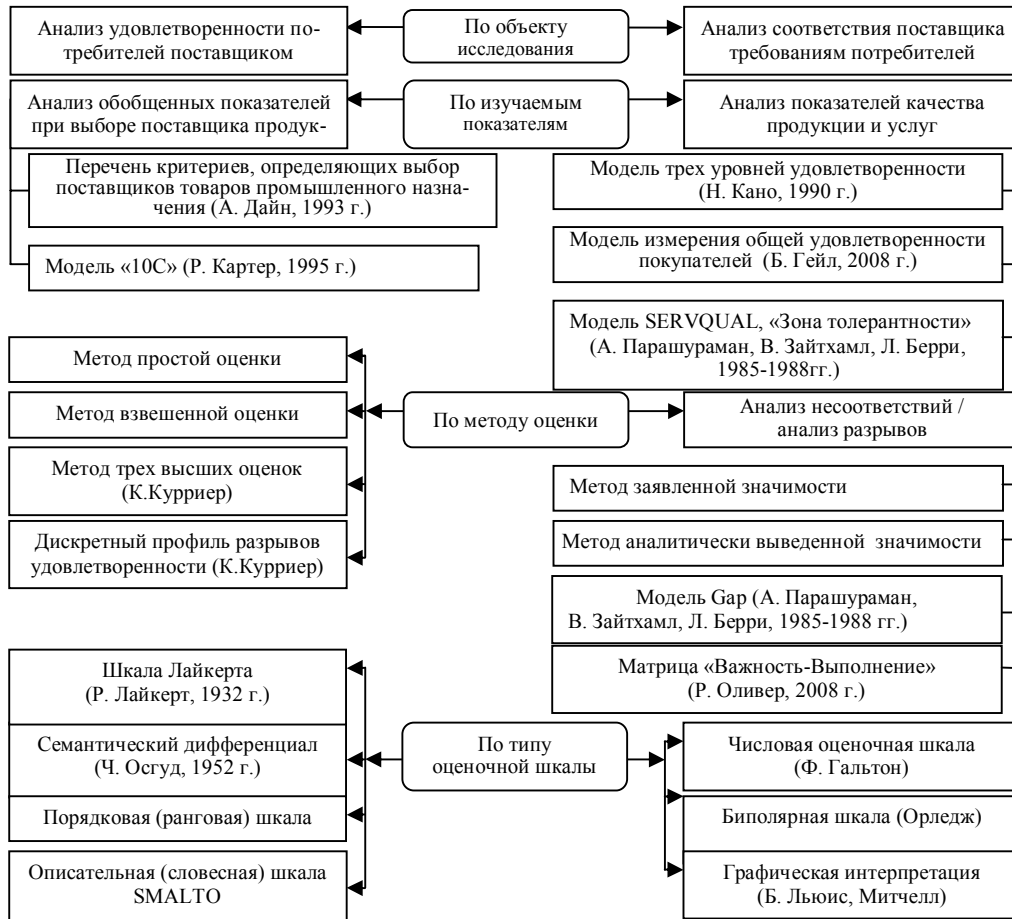 Анализ удовлетворенности по-
требителей поставщиком
По объекту
исследования
Анализ соответствия поставщика
требованиям потребителей
Анализ обобщенных показателей
при выборе поставщика продук-
По изучаемым
показателям
Анализ показателей качества
продукции и услуг
Перечень критериев, определяющих выбор
поставщиков товаров промышленного назна-
чения (А. Дайн, 1993 г.)
Модель «10С» (Р. Картер, 1995 г.)
Модель трех уровней удовлетворенности
(Н. Кано, 1990 г.)
Модель измерения общей удовлетворенности
покупателей (Б. Гейл, 2008 г.)
Модель SERVQUAL, «Зона толерантности»
(А. Парашураман, В. Зайтхамл, Л. Берри,
1985-1988гг.)
Метод простой оценки
Метод взвешенной оценки
Метод трех высших оценок
(К.Курриер)
Дискретный профиль разрывов
удовлетворенности (К.Курриер)
По методу оценки
Анализ несоответствий /
анализ разрывов
Метод заявленной значимости
Метод аналитически выведенной значимости
Модель Gap (А. Парашураман,
В. Зайтхамл, Л. Берри, 1985-1988 гг.)
Матрица «Важность-Выполнение»
(Р. Оливер, 2008 г.)
Шкала Лайкерта
(Р. Лайкерт, 1932 г.)
Семантический дифференциал
(Ч. Осгуд, 1952 г.)
Порядковая (ранговая) шкала
Описательная (словесная) шкала
SMALTO
По типу
оценочной шкалы
Числовая оценочная шкала
(Ф. Гальтон)
Биполярная шкала (Орледж)
Графическая интерпретация
(Б. Льюис, Митчелл)